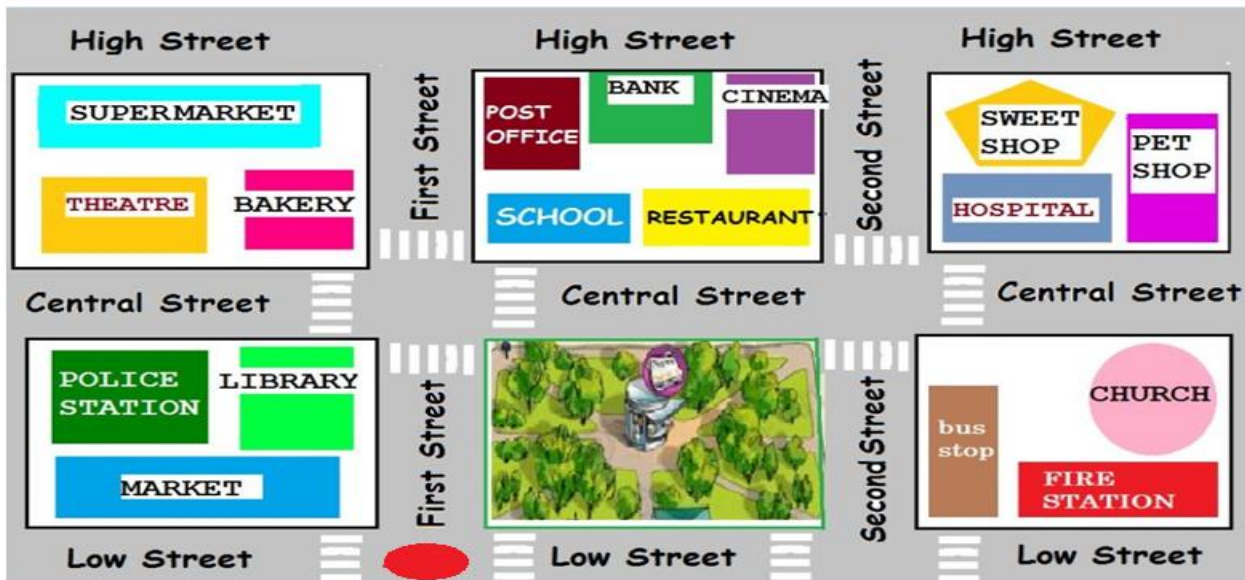 High Street
High Street
High Street
SUPERMARKET
THEATRE
BAKERY
First Street
POST
OFFICE
BANK
CINEMA
SCHOOL
RESTAURANT
Second Street
SWEET
SHOP
PET
SHOP
HOSPITAL
Central Street
Central Street
Central Street
POLICE
STATION
LIBRARY
MARKET
First Street
Second Street
bus
stop
CHURCH
FIRE
STATION
Low Street
Low Street
Low Street